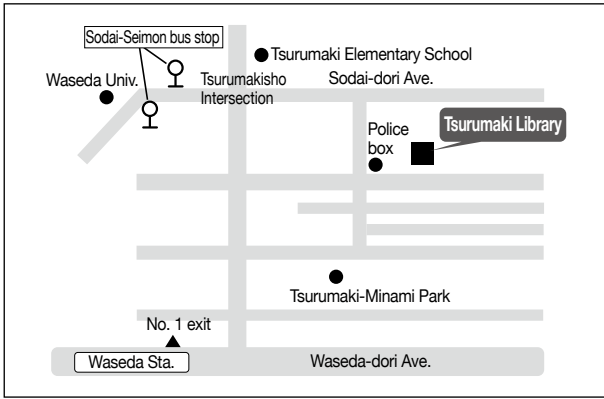 Sodai-Seimon bus stop
Tsurumaki Elementary School
Waseda Univ.
Tsurumakisho
Intersection
Sodai-dori Ave.
Police
box
Tsurumaki Library
Tsurumaki-Minami Park
No. 1 exit
Waseda Sta.
Waseda-dori Ave.